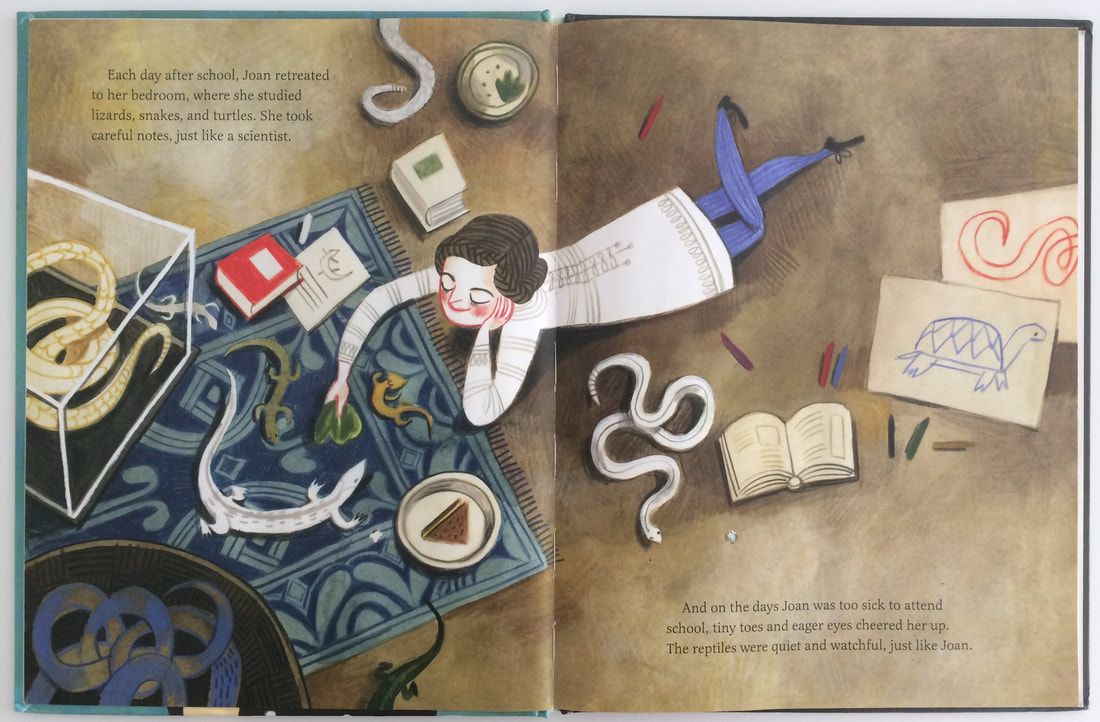 Each day after school, Joan retreated
to her bedroom, where she studied
lizards, snakes, and turtles. She took
careful notes, just like a scientist.
And on the days Joan was too sick to attend
school, tiny toes and eager eyes cheered her up.
The reptiles were quiet and watchful, just like Joan.